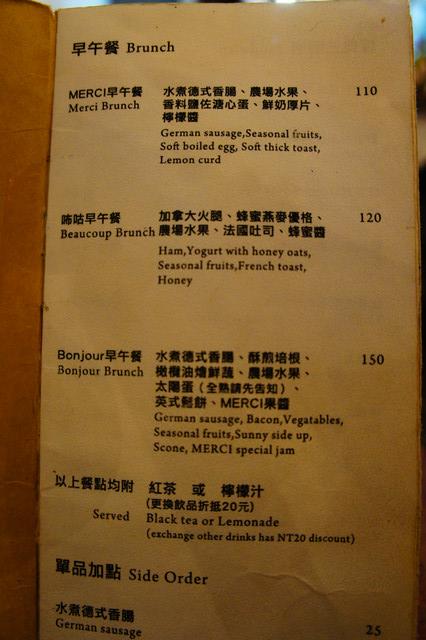 早午餐 Brunch
MERCI早午餐 水煮德式香腸、農場水果、 110
Merci Brunch 香料鹽佐溏心蛋、鮮奶厚片、
檸檬醬
German sausage,Seasonal fruits,
Soft boiled egg, Soft thick toast,
Lemon curd
咘咕早午餐 加拿大火腿、蜂蜜燕麥優格、 120
Beaucoup Brunch 農場水果、法國吐司、蜂蜜醬
Ham,Yogurt with honey oats,
Seasonal fruits,French toast,
Honey
Bonjour早午餐 水煮德式香腸、酥煎培根、 150
Bonjour Brunch 橄欖油燴鮮蔬、農場水果、
太陽蛋（全熟請先告知）、
英式鬆餅、MERCI果醬
German sausage, Bacon,Vegatables,
Seasonal fruits,Sunny side up,
Scone, MERCI special jam
以上餐點均附 紅茶 或 檸檬汁
(更換飲品折抵20元)
Served Black tea or Lemonade
(exchange other drinks has NT20 discount)
單品加點 Side Order
水煮德式香腸
German sausage 25